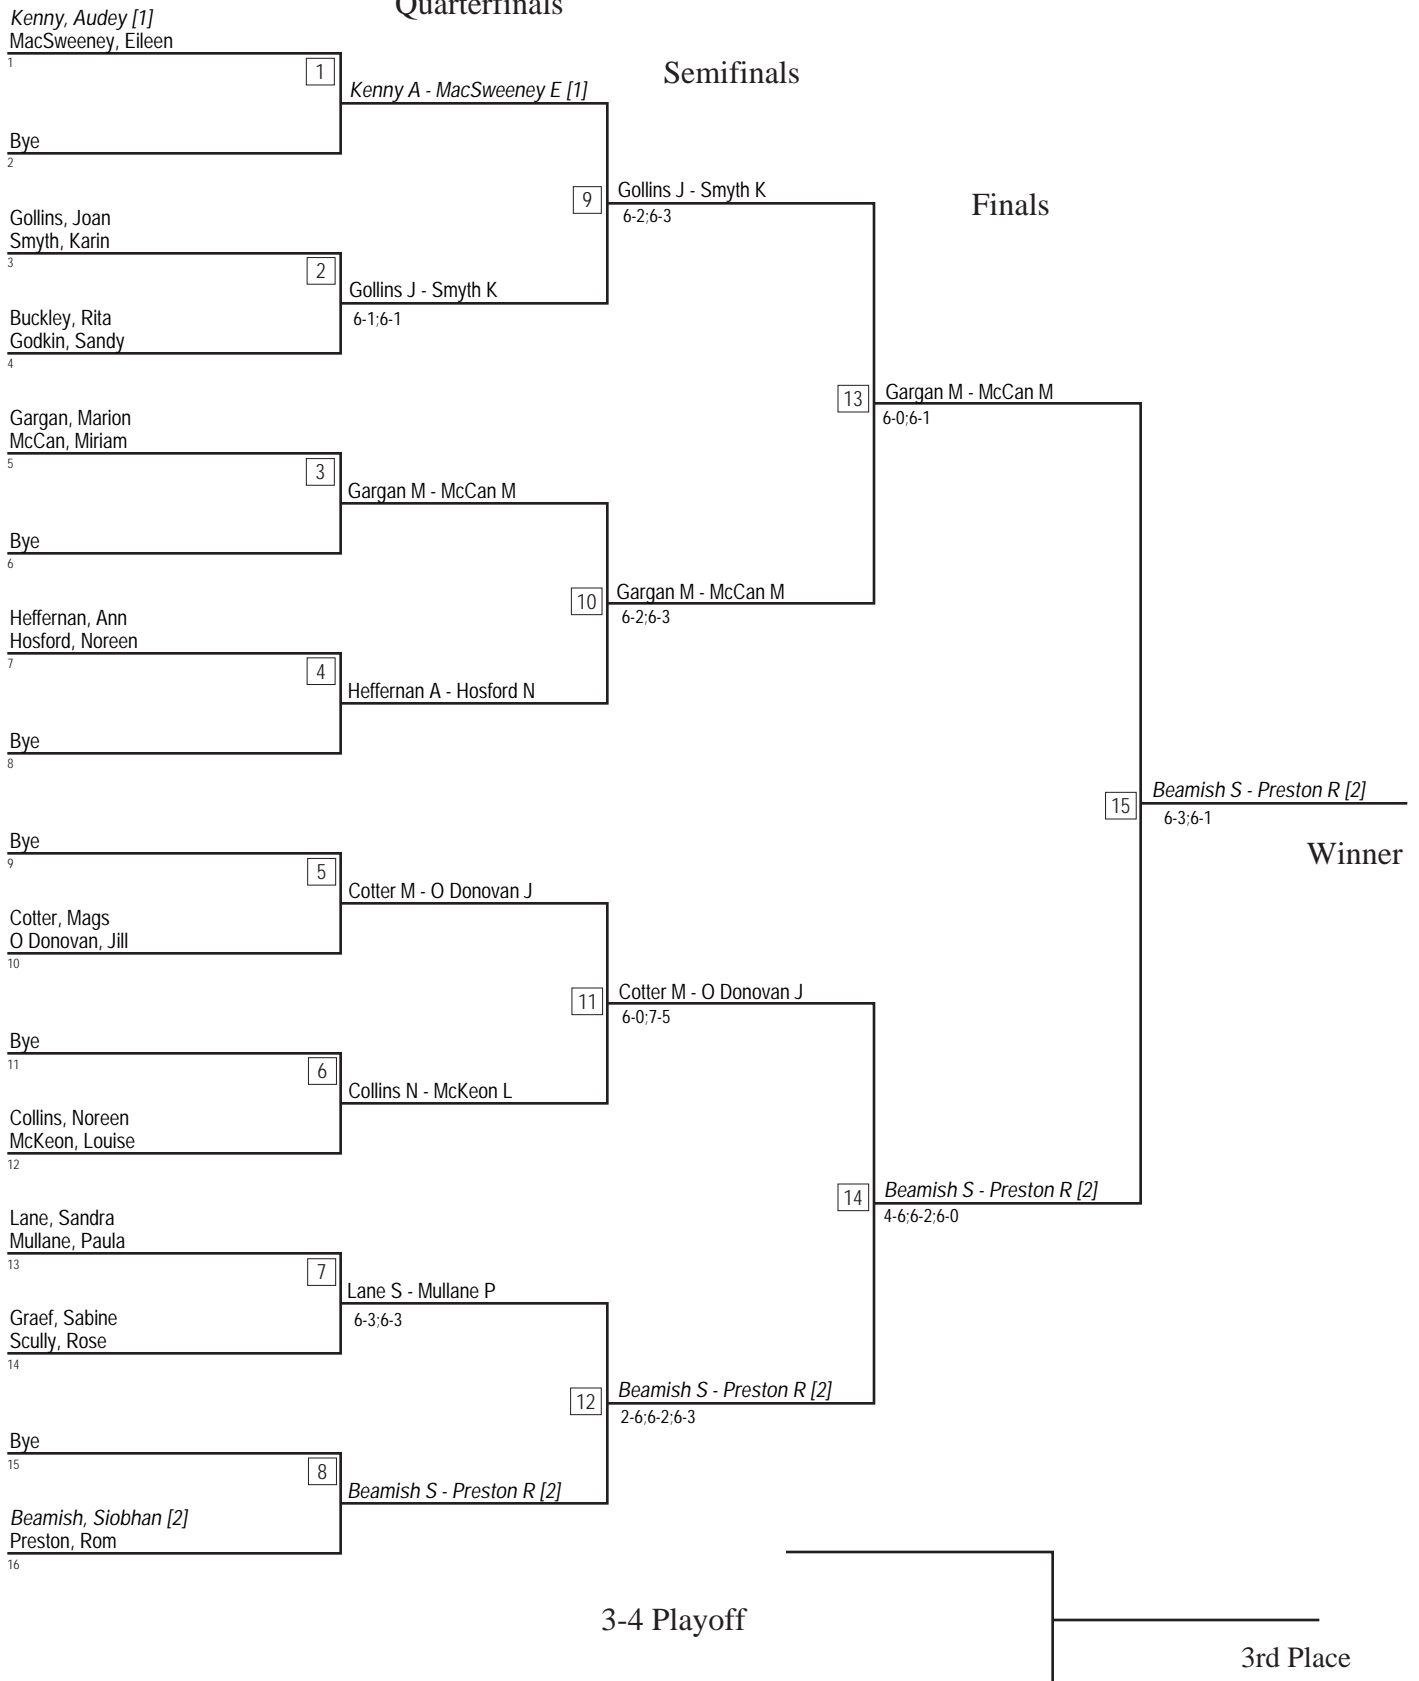 Quarterfinals
Kenny, Audey [1]
MacSweeney, Eileen
1
1
Semifinals
Kenny A - MacSweeney E [1]
Bye
2
9
Gollins J - Smyth K
6-2;6-3
Finals
Gollins, Joan
Smyth, Karin
3
2
Gollins J - Smyth K
6-1;6-1
Buckley, Rita
Godkin, Sandy
4
13
Gargan M - McCan M
6-0;6-1
Gargan, Marion
McCan, Miriam
5
3
Gargan M - McCan M
Bye
6
10
Gargan M - McCan M
6-2;6-3
Heffernan, Ann
Hosford, Noreen
7
4
Heffernan A - Hosford N
Bye
8
15
Beamish S - Preston R [2]
6-3;6-1
Winner
Bye
9
5
Cotter M - O Donovan J
Cotter, Mags
O Donovan, Jill
10
11
Cotter M - O Donovan J
6-0;7-5
Bye
11
6
Collins N - McKeon L
Collins, Noreen
McKeon, Louise
12
14
Beamish S - Preston R [2]
4-6;6-2;6-0
Lane, Sandra
Mullane, Paula
13
7
Lane S - Mullane P
6-3;6-3
Graef, Sabine
Scully, Rose
14
12
Beamish S - Preston R [2]
2-6;6-2;6-3
Bye
15
8
Beamish S - Preston R [2]
Beamish, Siobhan [2]
Preston, Rom
16
3-4 Playoff
3rd Place